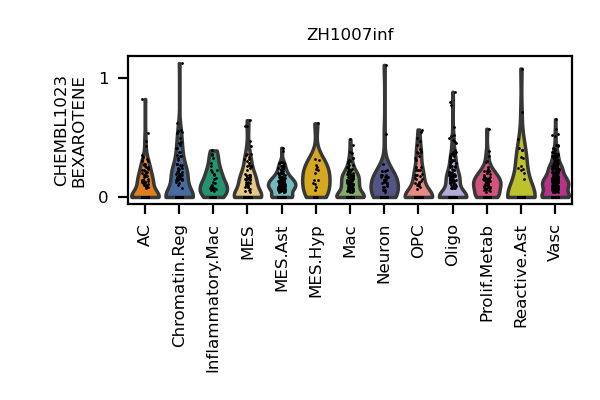 ZH1007inf
CHEMBL1023
BEXAROTENE
1
0
AC
Chromatin.Reg
Inflammatory.Mac
MES
MES.Ast
MES.Hyp
Mac
Neuron
OPC
Oligo
Prolif.Metab
Reactive.Ast
Vasc